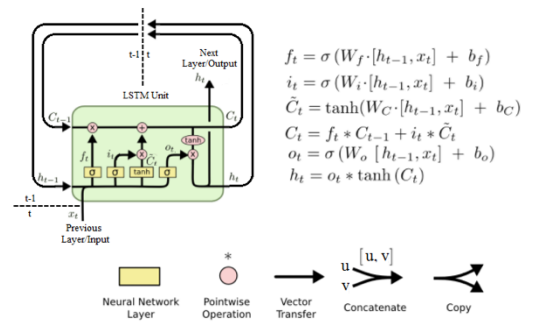 t-1 t
Next
Layer/Output
h_t
LSTM Unit
C_{t-1}
C_t
× + tanh
f_t i_t C̃_t o_t × ×
σ σ tanh σ
h_{t-1}
h_t
t-1
t
x_t
Previous
Layer/Input
f_t = σ (W_f·[h_{t-1}, x_t] + b_f)
i_t = σ (W_i·[h_{t-1}, x_t] + b_i)
C̃_t = tanh(W_C·[h_{t-1}, x_t] + b_C)
C_t = f_t * C_{t-1} + i_t * C̃_t
o_t = σ (W_o [h_{t-1}, x_t] + b_o)
h_t = o_t * tanh (C_t)
*
u [u, v]
v
Neural Network
Layer
Pointwise
Operation
Vector
Transfer
Concatenate
Copy